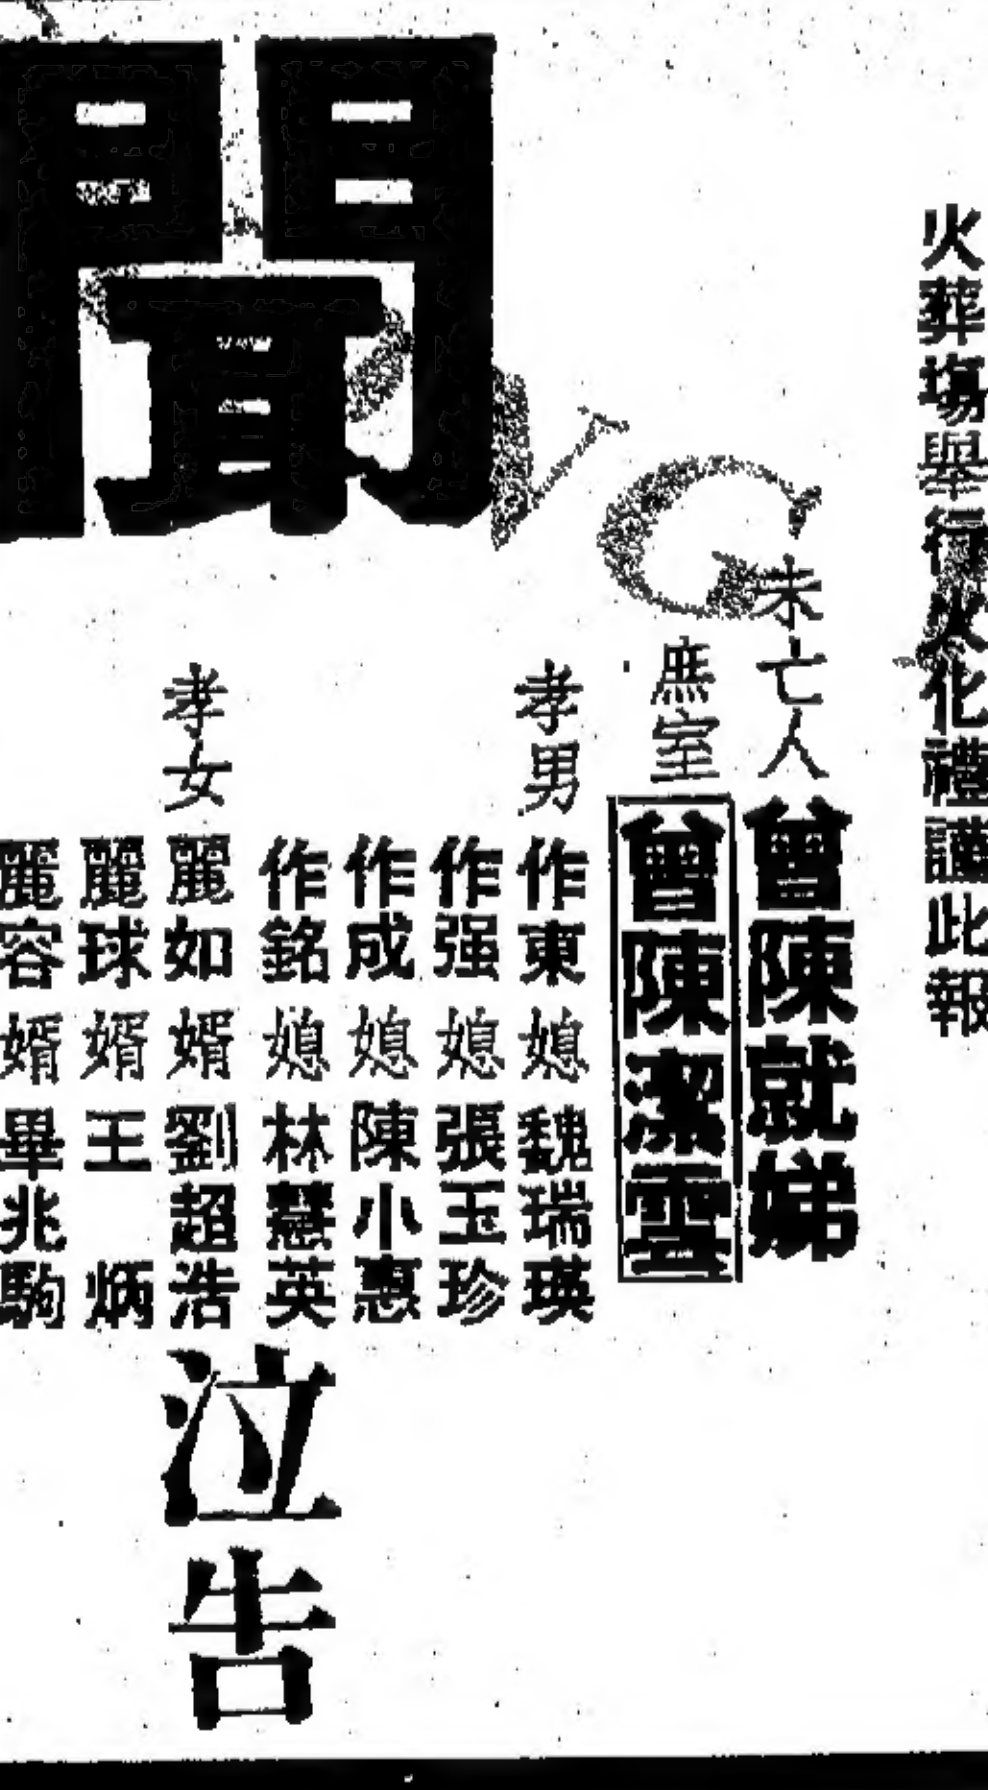 火葬場舉行火化禮謹此報
聞
未亡人 曾陳就娣
庶室 曾陳潔雲
孝男 作東 媳 魏瑞瑛
作强 媳 張玉珍
作成 媳 陳小惠
作銘 媳 林慧英
孝女 麗如 婿 劉超浩
麗球 婿 王炳
麗容 婿 畢兆駒
泣告